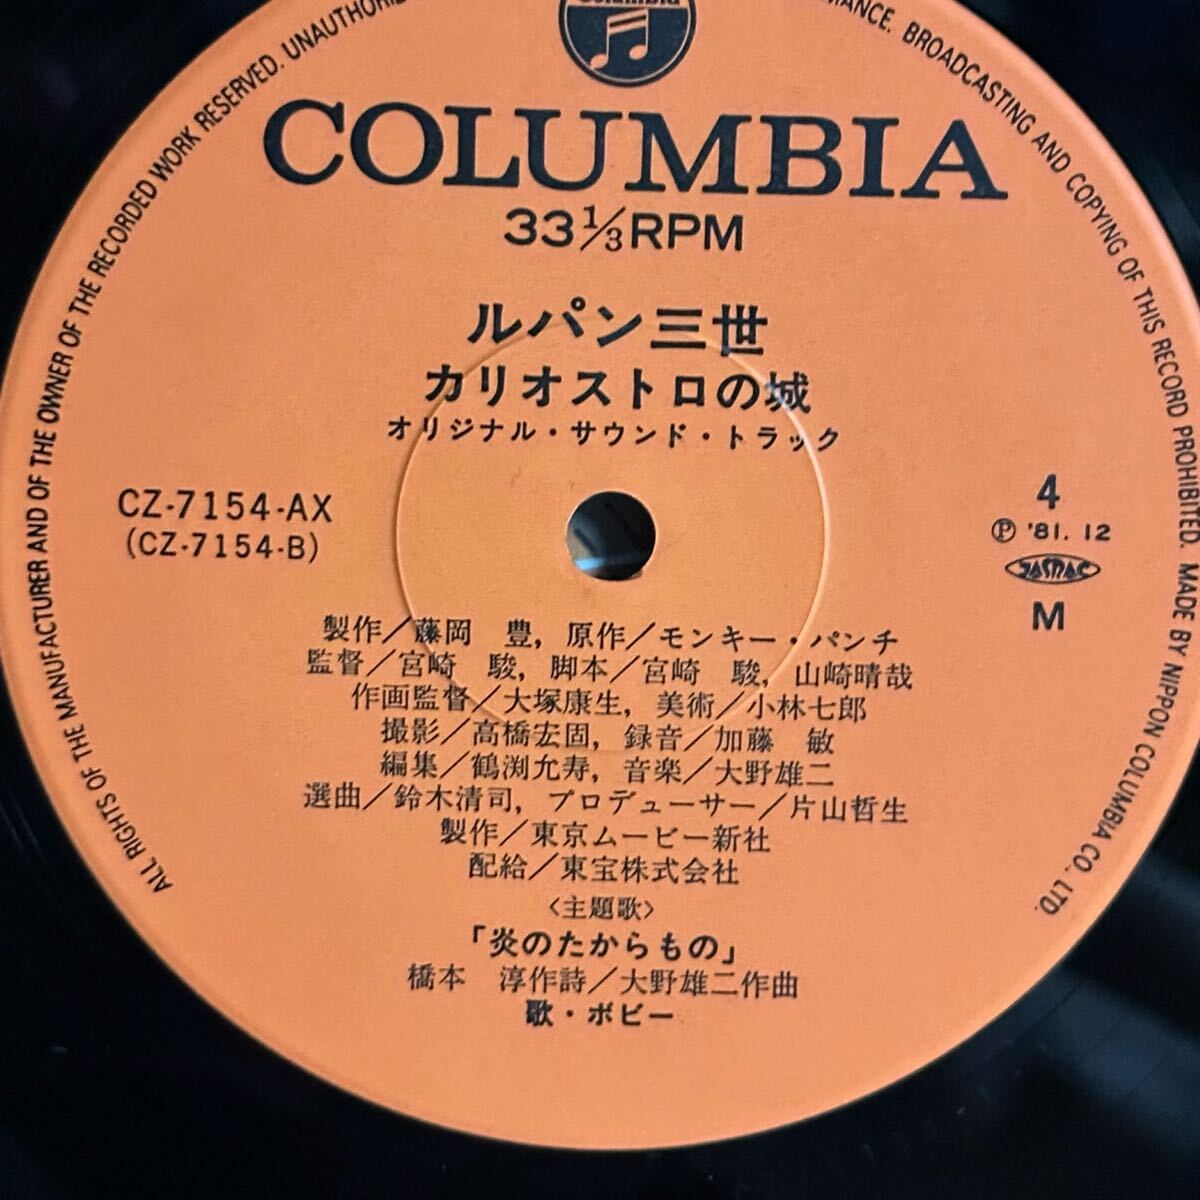 Columbia
COLUMBIA
33 1/3 RPM
ルパン三世
カリオストロの城
オリジナル・サウンド・トラック
CZ-7154-AX
(CZ-7154-B)
4
Ⓟ '81. 12
JASRAC
M
製作/藤岡 豊, 原作/モンキー・パンチ
監督/宮崎 駿, 脚本/宮崎 駿, 山崎晴哉
作画監督/大塚康生, 美術/小林七郎
撮影/高橋宏固, 録音/加藤 敏
編集/鶴渕允寿, 音楽/大野雄二
選曲/鈴木清司, プロデューサー/片山哲生
製作/東京ムービー新社
配給/東宝株式会社
〈主題歌〉
「炎のたからもの」
橋本 淳作詩/大野雄二作曲
歌・ボビー
ALL RIGHTS OF THE MANUFACTURER AND OF THE OWNER OF THE RECORDED WORK RESERVED. UNAUTHORIZED
BROADCASTING AND COPYING OF THIS RECORD PROHIBITED. MADE BY NIPPON COLUMBIA CO., LTD.